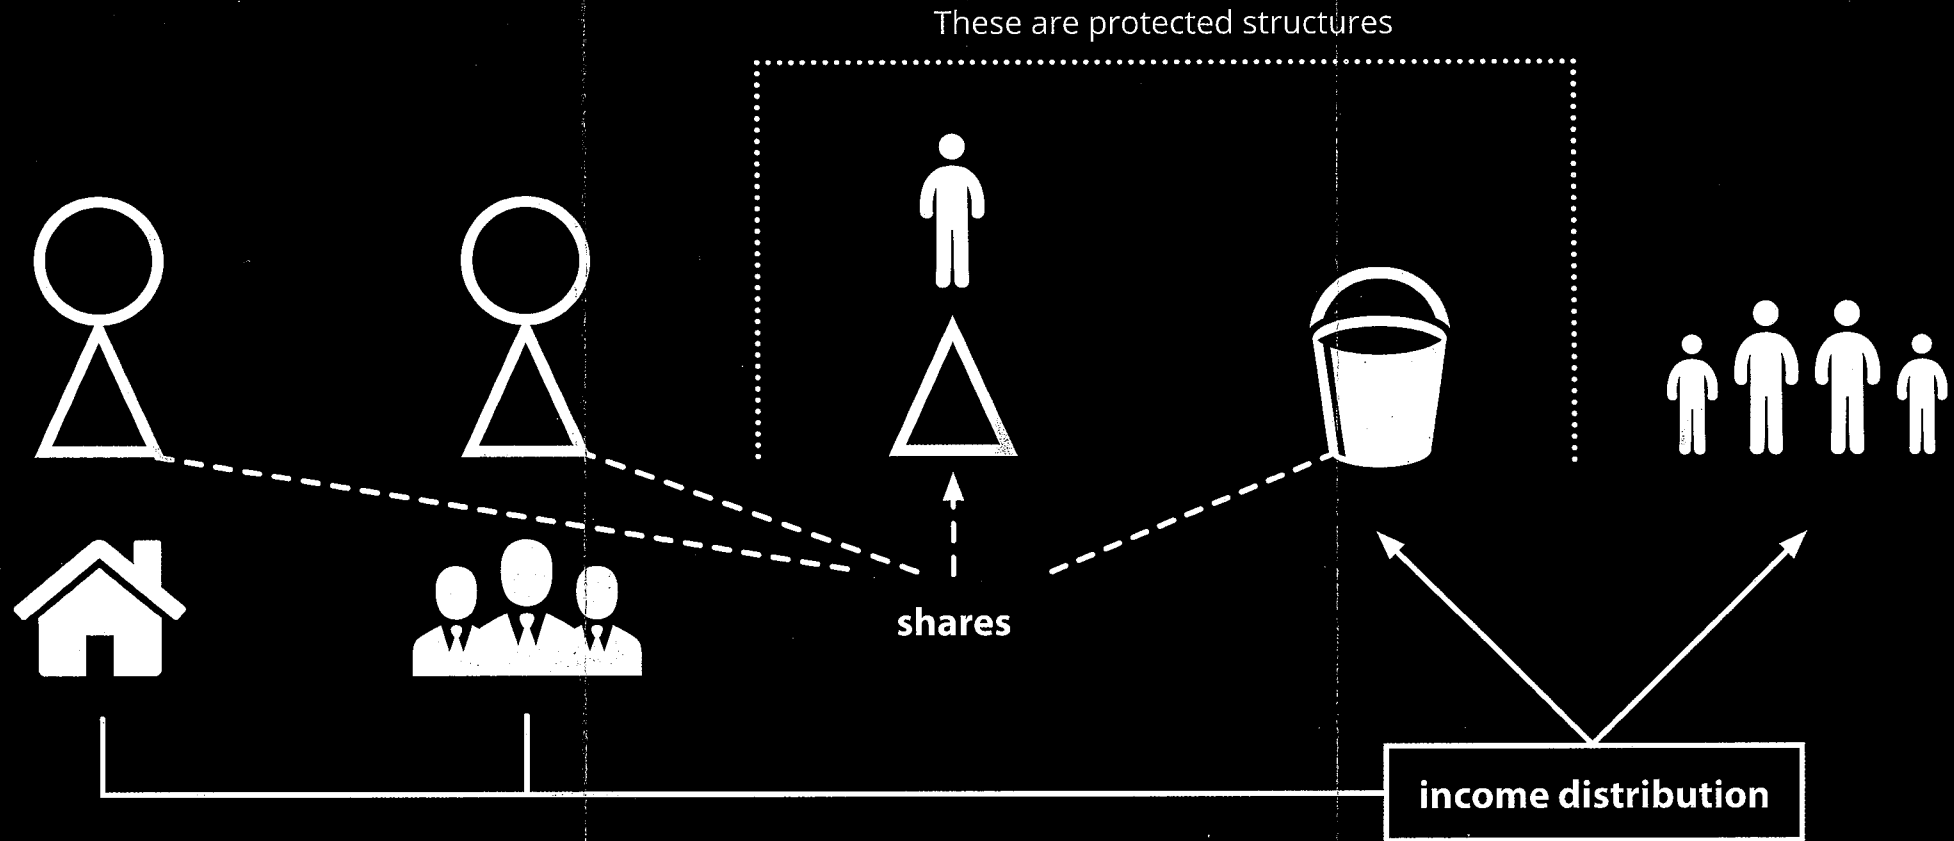 These are protected structures
shares
income distribution